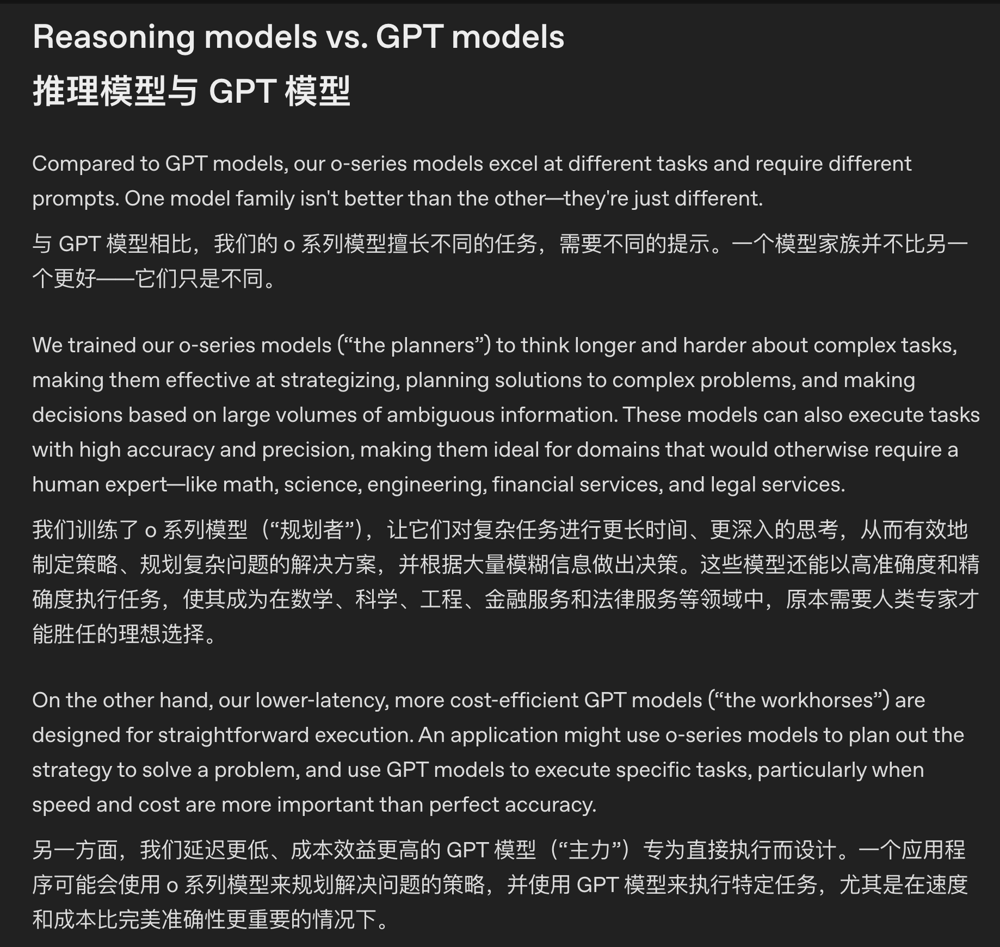 Reasoning models vs. GPT models
推理模型与 GPT 模型
Compared to GPT models, our o-series models excel at different tasks and require different
prompts. One model family isn't better than the other—they're just different.
与 GPT 模型相比，我们的 o 系列模型擅长不同的任务，需要不同的提示。一个模型家族并不比另一
个更好——它们只是不同。
We trained our o-series models (“the planners”) to think longer and harder about complex tasks,
making them effective at strategizing, planning solutions to complex problems, and making
decisions based on large volumes of ambiguous information. These models can also execute tasks
with high accuracy and precision, making them ideal for domains that would otherwise require a
human expert—like math, science, engineering, financial services, and legal services.
我们训练了 o 系列模型（“规划者”），让它们对复杂任务进行更长时间、更深入的思考，从而有效地
制定策略、规划复杂问题的解决方案，并根据大量模糊信息做出决策。这些模型还能以高准确度和精
确度执行任务，使其成为在数学、科学、工程、金融服务和法律服务等领域中，原本需要人类专家才
能胜任的理想选择。
On the other hand, our lower-latency, more cost-efficient GPT models (“the workhorses”) are
designed for straightforward execution. An application might use o-series models to plan out the
strategy to solve a problem, and use GPT models to execute specific tasks, particularly when
speed and cost are more important than perfect accuracy.
另一方面，我们延迟更低、成本效益更高的 GPT 模型（“主力”）专为直接执行而设计。一个应用程
序可能会使用 o 系列模型来规划解决问题的策略，并使用 GPT 模型来执行特定任务，尤其是在速度
和成本比完美准确性更重要的情况下。